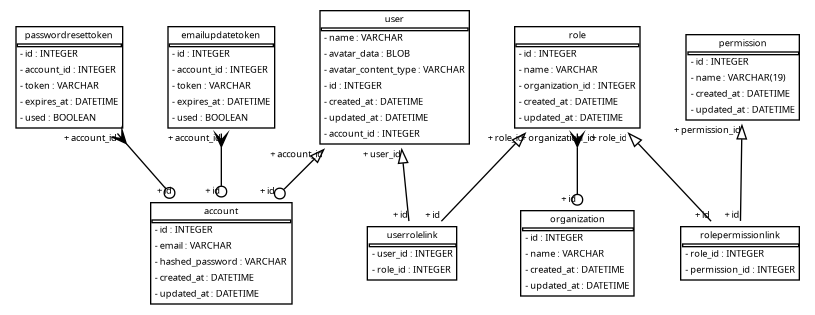 passwordresettoken
- id : INTEGER
- account_id : INTEGER
- token : VARCHAR
- expires_at : DATETIME
- used : BOOLEAN
emailupdatetoken
- id : INTEGER
- account_id : INTEGER
- token : VARCHAR
- expires_at : DATETIME
- used : BOOLEAN
user
- name : VARCHAR
- avatar_data : BLOB
- avatar_content_type : VARCHAR
- id : INTEGER
- created_at : DATETIME
- updated_at : DATETIME
- account_id : INTEGER
role
- id : INTEGER
- name : VARCHAR
- organization_id : INTEGER
- created_at : DATETIME
- updated_at : DATETIME
permission
- id : INTEGER
- name : VARCHAR(19)
- created_at : DATETIME
- updated_at : DATETIME
+ account_id
+ account_id
+ account_id
+ user_id
+ role_id
+ organization_id
+ role_id
+ permission_id
+ id
+ id
+ id
+ id
+ id
+ id
+ id
+ id
account
- id : INTEGER
- email : VARCHAR
- hashed_password : VARCHAR
- created_at : DATETIME
- updated_at : DATETIME
userrolelink
- user_id : INTEGER
- role_id : INTEGER
organization
- id : INTEGER
- name : VARCHAR
- created_at : DATETIME
- updated_at : DATETIME
rolepermissionlink
- role_id : INTEGER
- permission_id : INTEGER